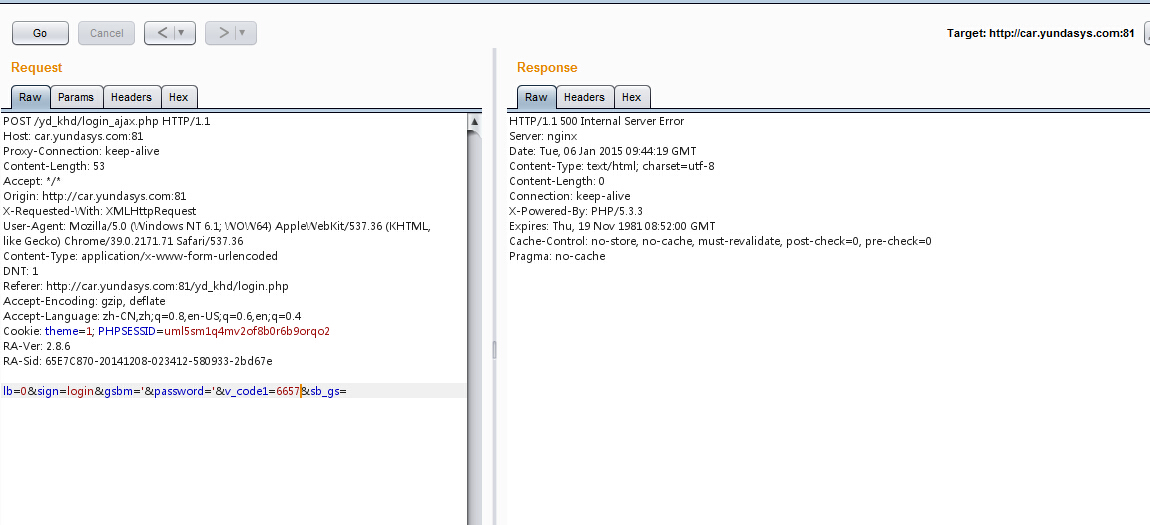 Go
Cancel
<
>
Target: http://car.yundasys.com:81
Request
Response
Raw Params Headers Hex
POST /yd_khd/login_ajax.php HTTP/1.1
Host: car.yundasys.com:81
Proxy-Connection: keep-alive
Content-Length: 53
Accept: */*
Origin: http://car.yundasys.com:81
X-Requested-With: XMLHttpRequest
User-Agent: Mozilla/5.0 (Windows NT 6.1; WOW64) AppleWebKit/537.36 (KHTML,
like Gecko) Chrome/39.0.2171.71 Safari/537.36
Content-Type: application/x-www-form-urlencoded
DNT: 1
Referer: http://car.yundasys.com:81/yd_khd/login.php
Accept-Encoding: gzip, deflate
Accept-Language: zh-CN,zh;q=0.8,en-US;q=0.6,en;q=0.4
Cookie: theme=1; PHPSESSID=uml5sm1q4mv2of8b0r6b9orqo2
RA-Ver: 2.8.6
RA-Sid: 65E7C870-20141208-023412-580933-2bd67e
lb=0&sign=login&gsbm='&password='&v_code1=6657&sb_gs=
Raw Headers Hex
HTTP/1.1 500 Internal Server Error
Server: nginx
Date: Tue, 06 Jan 2015 09:44:19 GMT
Content-Type: text/html; charset=utf-8
Content-Length: 0
Connection: keep-alive
X-Powered-By: PHP/5.3.3
Expires: Thu, 19 Nov 1981 08:52:00 GMT
Cache-Control: no-store, no-cache, must-revalidate, post-check=0, pre-check=0
Pragma: no-cache